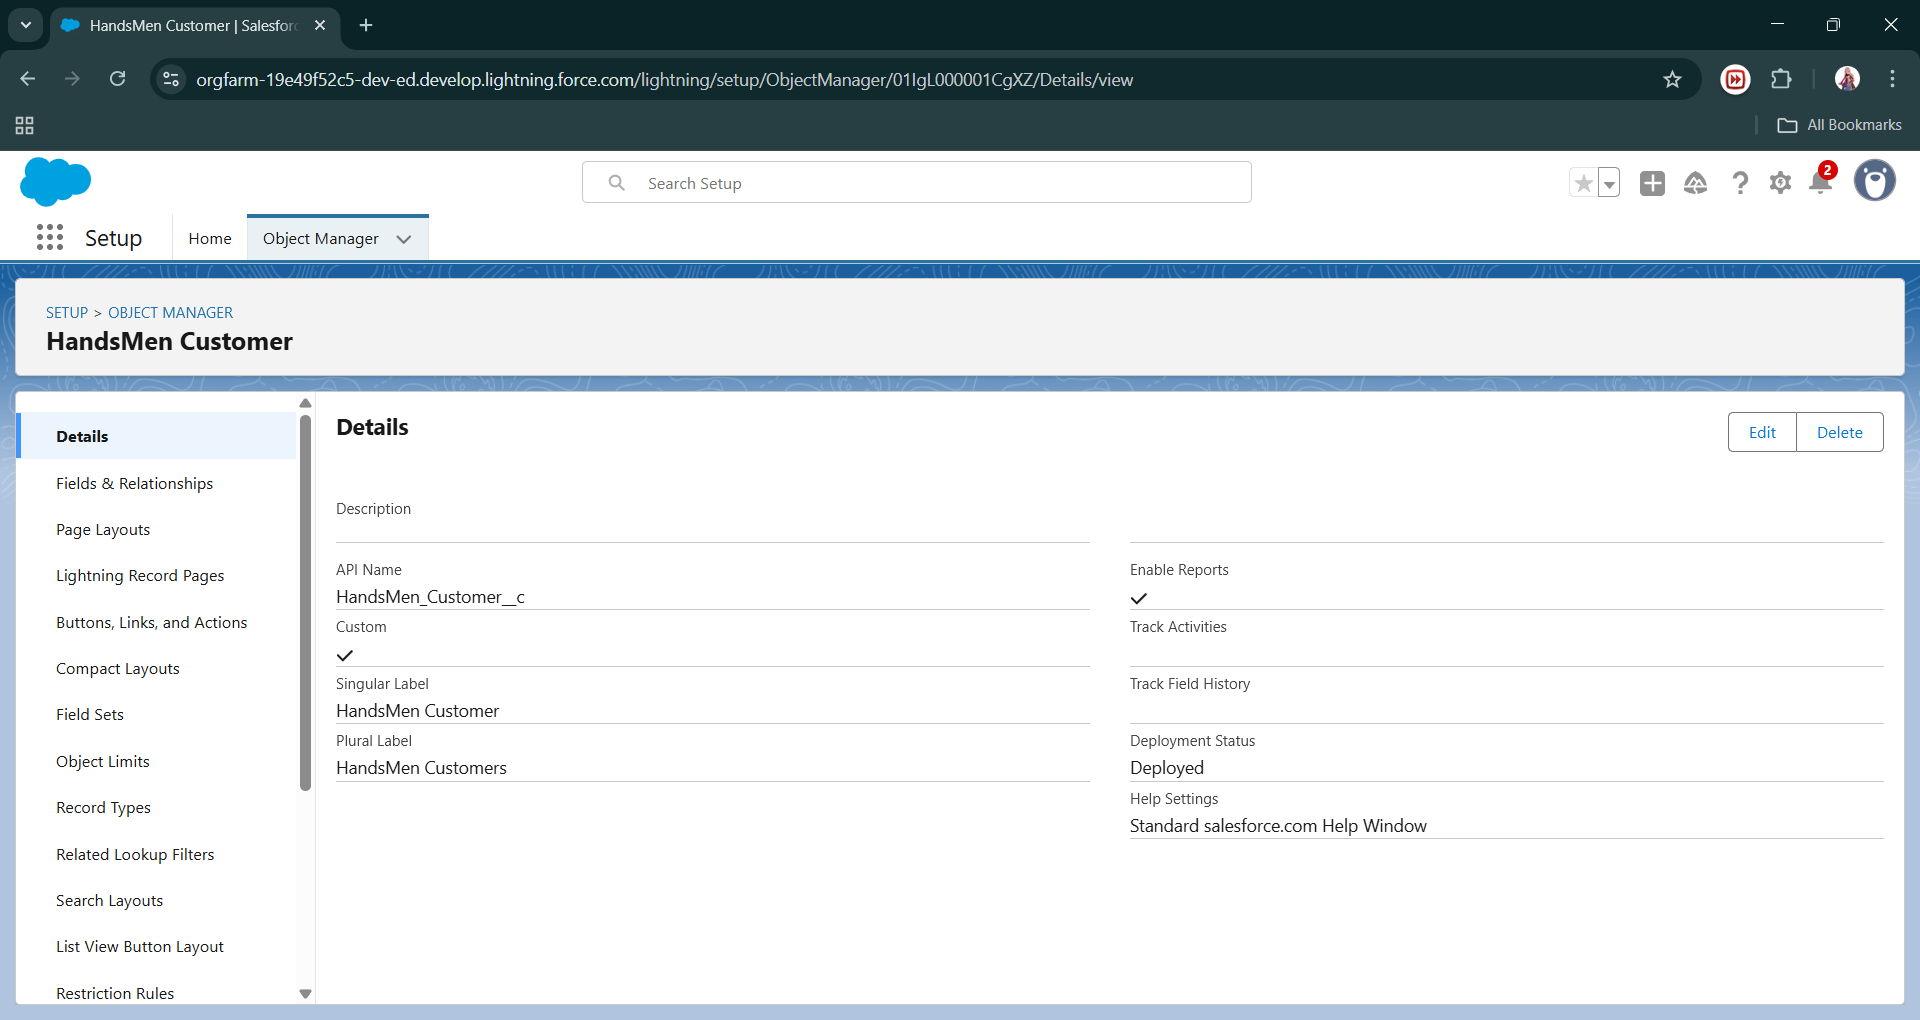 HandsMen Customer | Salesforc
orgfarm-19e49f52c5-dev-ed.develop.lightning.force.com/lightning/setup/ObjectManager/01IgL000001CgXZ/Details/view
All Bookmarks
Search Setup
2
Setup
Home
Object Manager
SETUP > OBJECT MANAGER
HandsMen Customer
Details
Fields & Relationships
Page Layouts
Lightning Record Pages
Buttons, Links, and Actions
Compact Layouts
Field Sets
Object Limits
Record Types
Related Lookup Filters
Search Layouts
List View Button Layout
Restriction Rules
Details
Edit
Delete
Description
API Name
HandsMen_Customer__c
Custom
Singular Label
HandsMen Customer
Plural Label
HandsMen Customers
Enable Reports
Track Activities
Track Field History
Deployment Status
Deployed
Help Settings
Standard salesforce.com Help Window